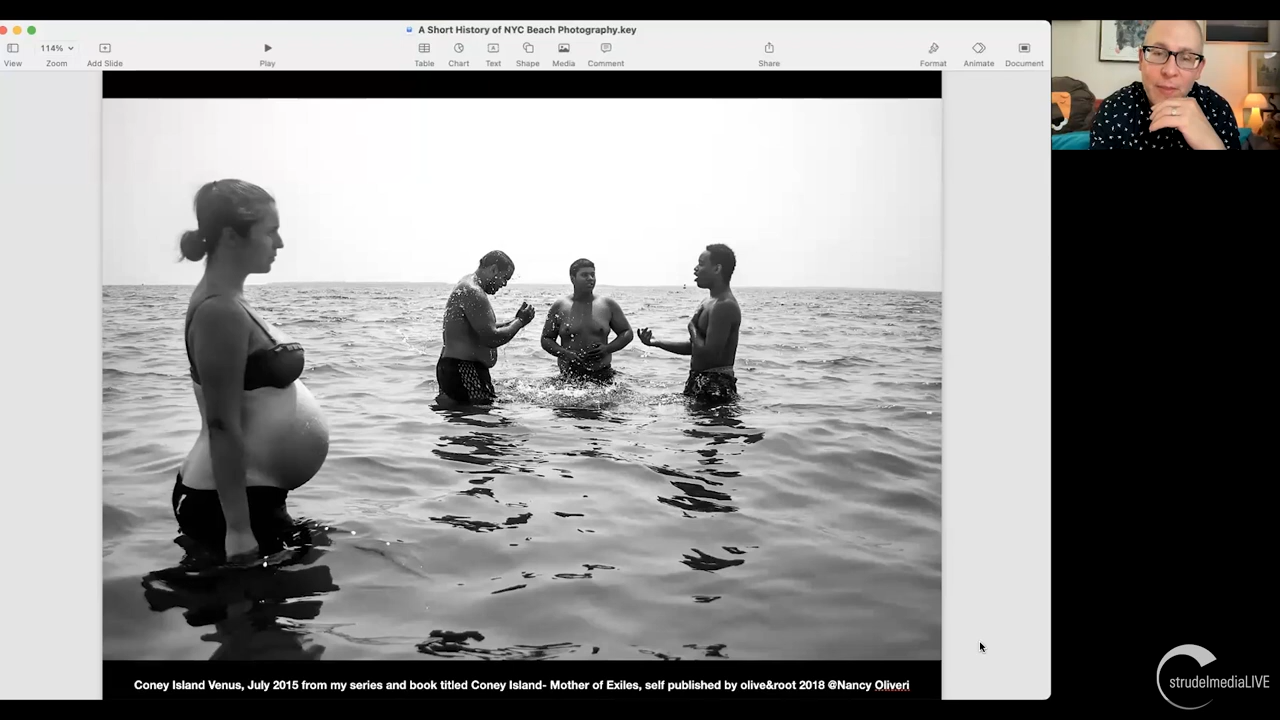 A Short History of NYC Beach Photography.key
114%
View
Zoom
Add Slide
Play
Table
Chart
Text
Shape
Media
Comment
Share
Format
Animate
Document
Coney Island Venus, July 2015 from my series and book titled Coney Island- Mother of Exiles, self published by olive&root 2018 @Nancy Oliveri
strudelmediaLIVE